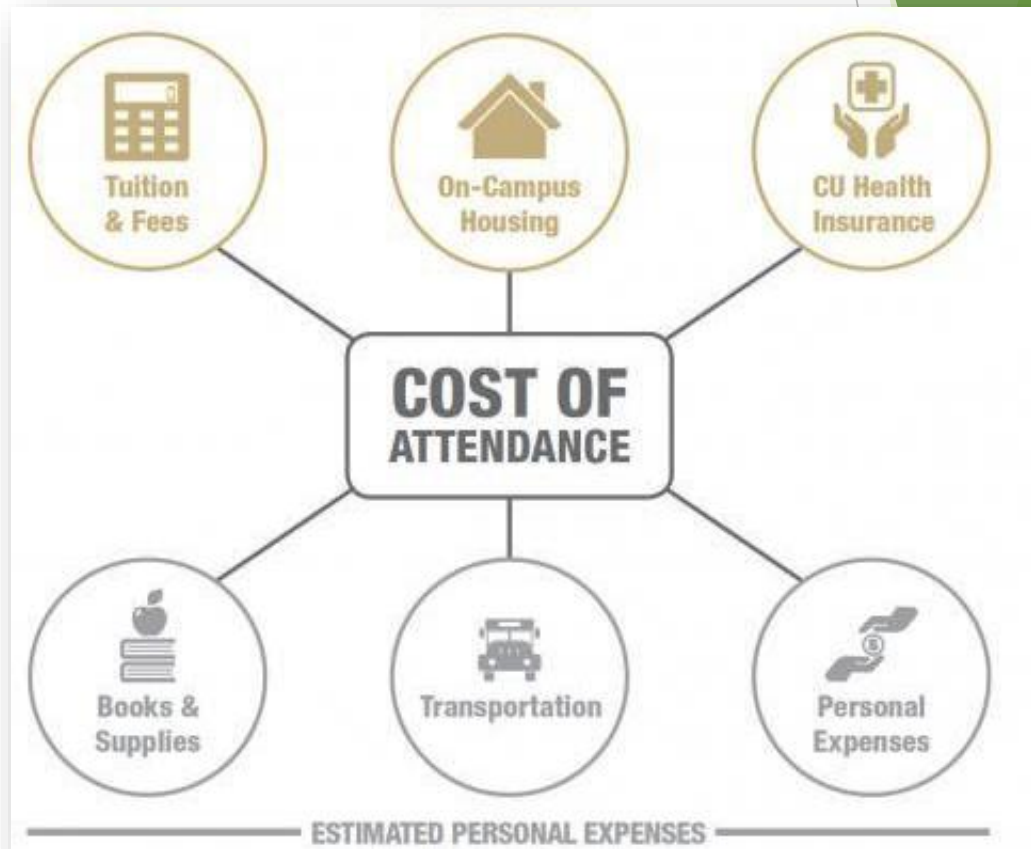 Tuition
& Fees
On-Campus
Housing
CU Health
Insurance
COST OF
ATTENDANCE
Books &
Supplies
Transportation
Personal
Expenses
ESTIMATED PERSONAL EXPENSES